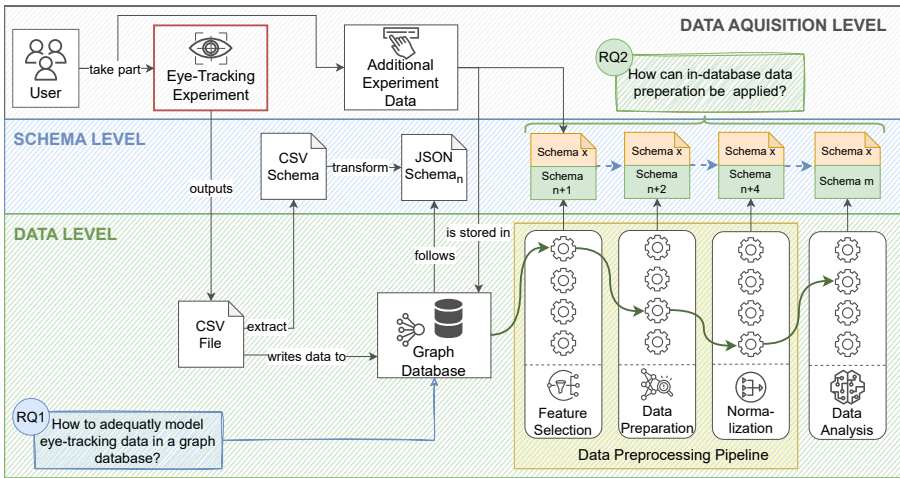 DATA AQUISITION LEVEL
User
take part
Eye-Tracking
Experiment
Additional
Experiment
Data
RQ2
How can in-database data
preperation be applied?
SCHEMA LEVEL
outputs
CSV
Schema
transform
JSON
Schema n
Schema x
Schema
n+1
Schema x
Schema
n+2
Schema x
Schema
n+4
Schema x
Schema m
DATA LEVEL
is stored in
follows
CSV
File
extract
writes data to
Graph
Database
RQ1
How to adequatly model
eye-tracking data in a graph
database?
Feature
Selection
Data
Preparation
Norma-
lization
Data
Analysis
Data Preprocessing Pipeline